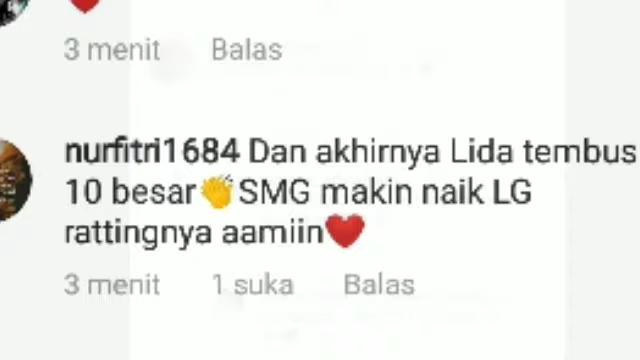 ❤
3 menit Balas
nurfitri1684 Dan akhirnya Lida tembus
10 besar👏SMG makin naik LG
rattingnya aamiin❤
3 menit 1 suka Balas